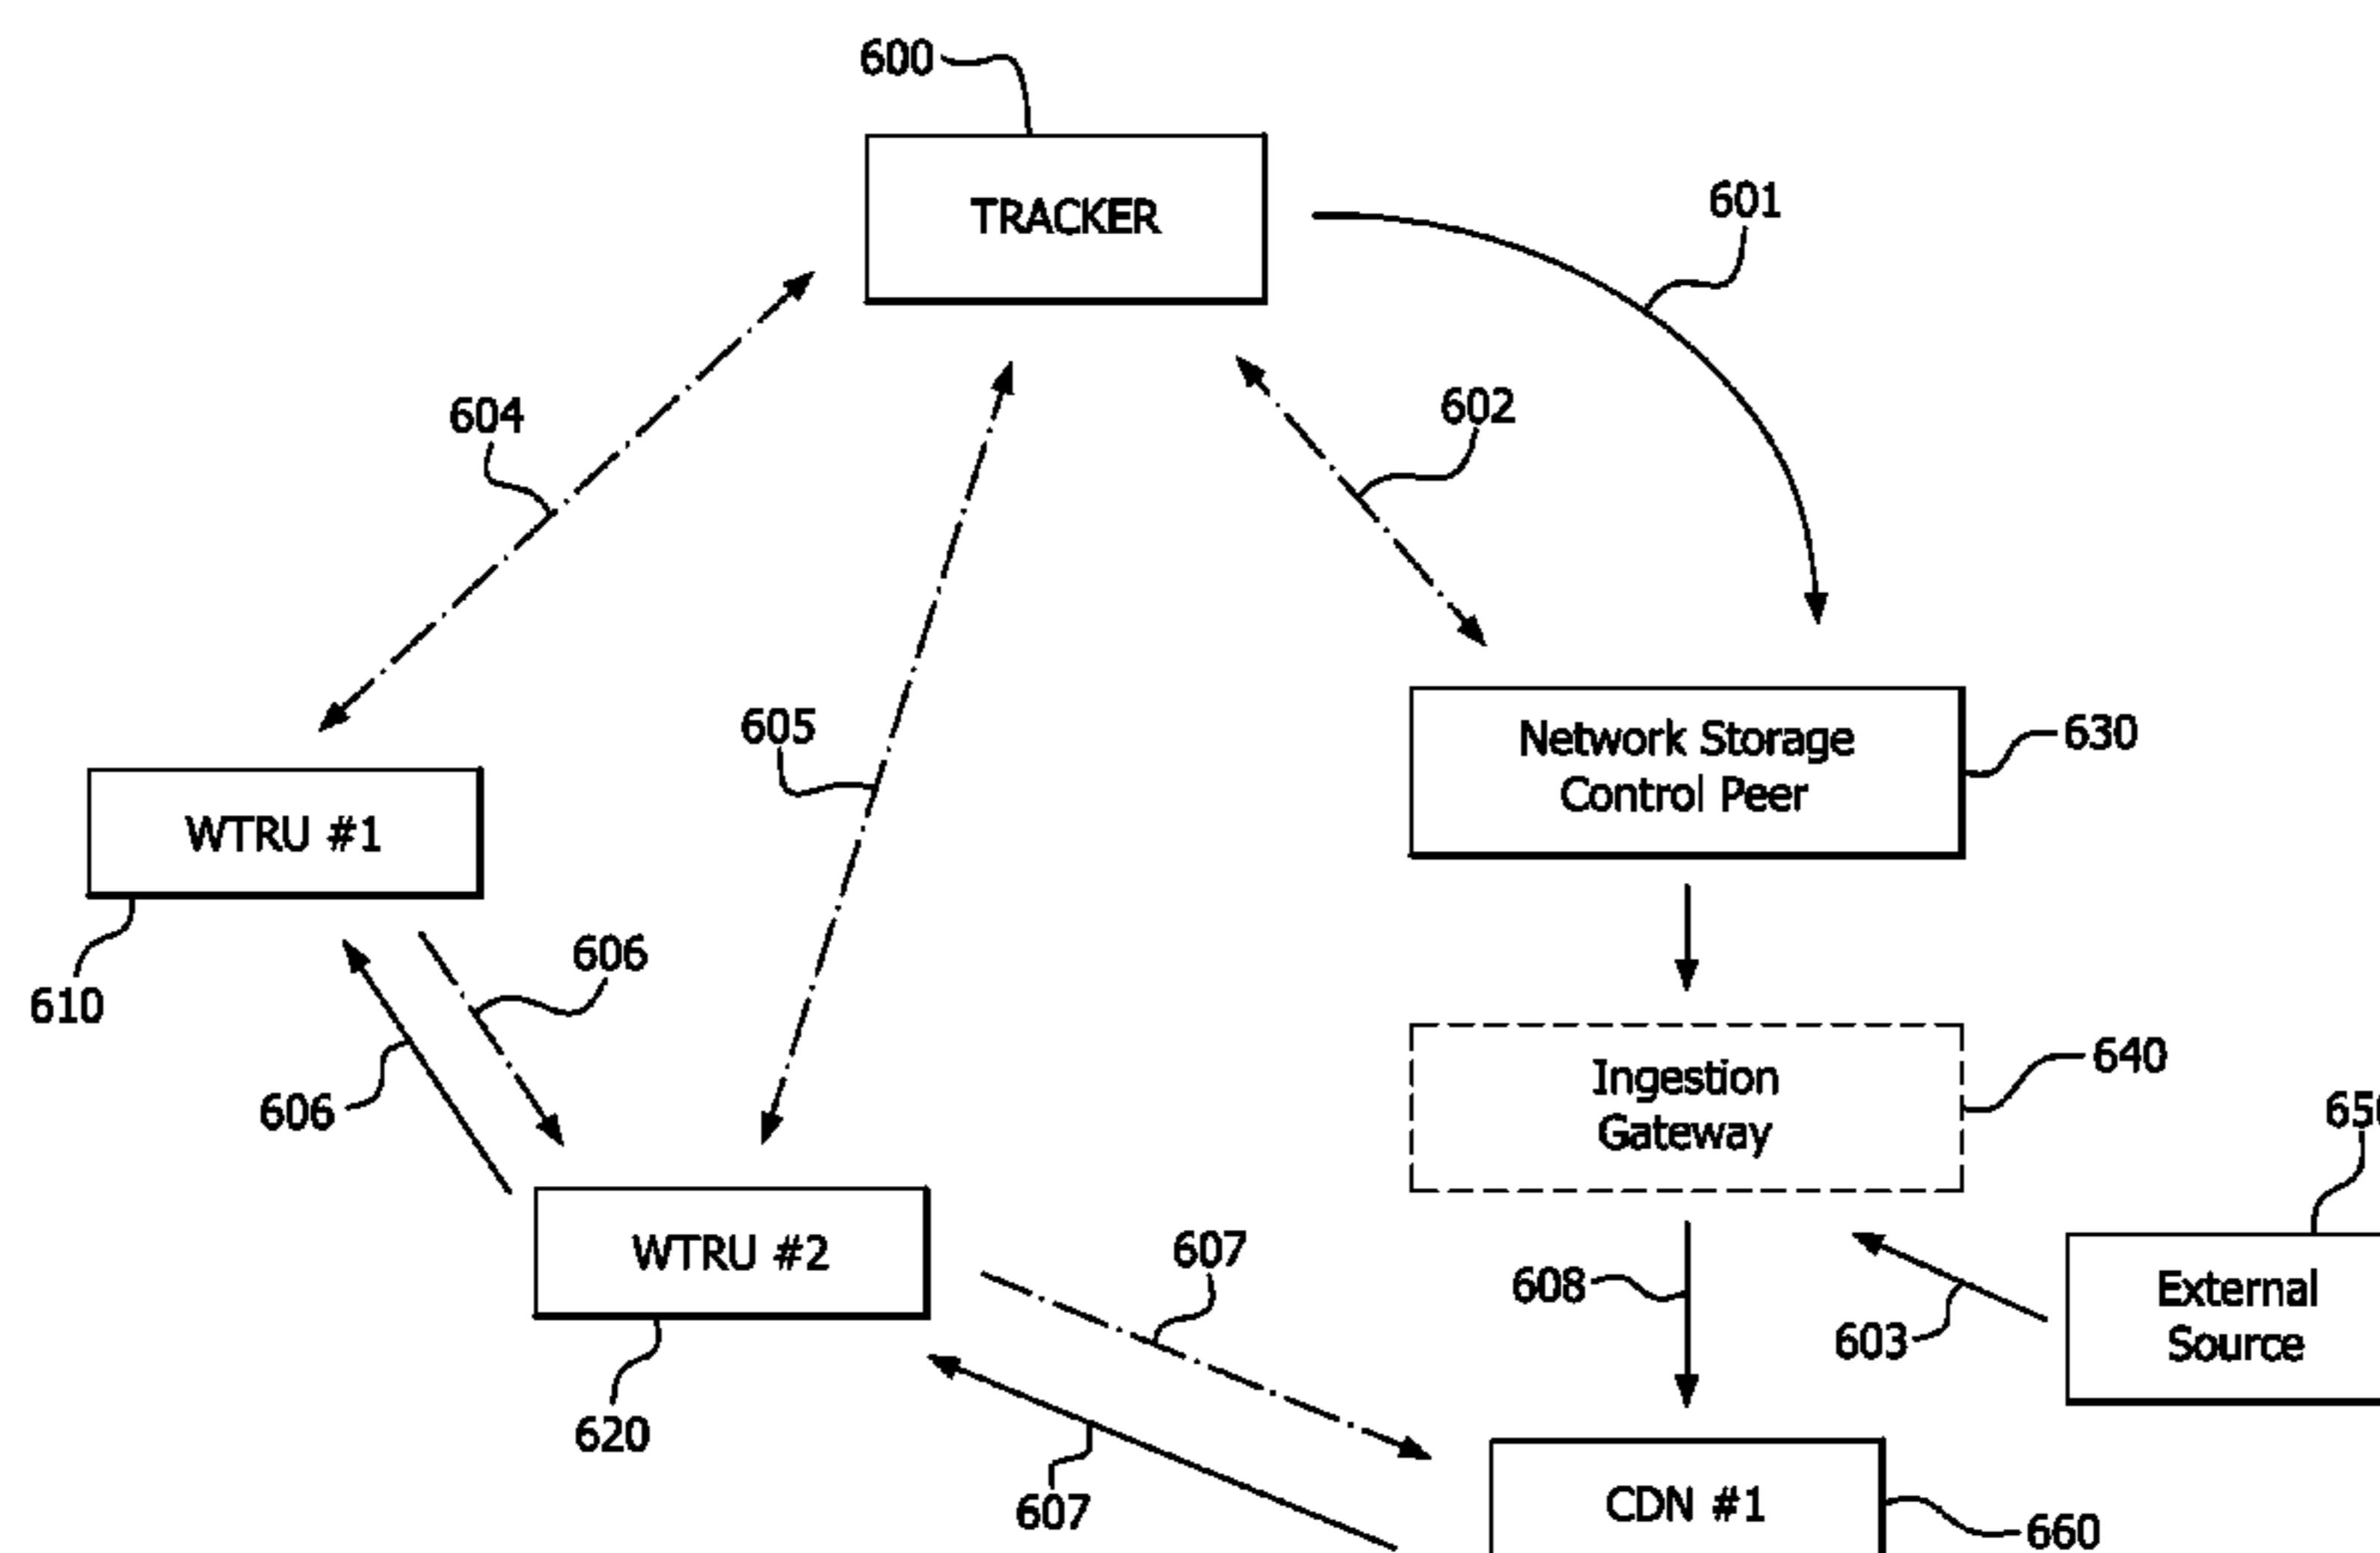 600
TRACKER
601
604
602
605
Network Storage
Control Peer
630
WTRU #1
610
606
606
Ingestion
Gateway
640
WTRU #2
620
607
607
608
603
External
Source
CDN #1
660